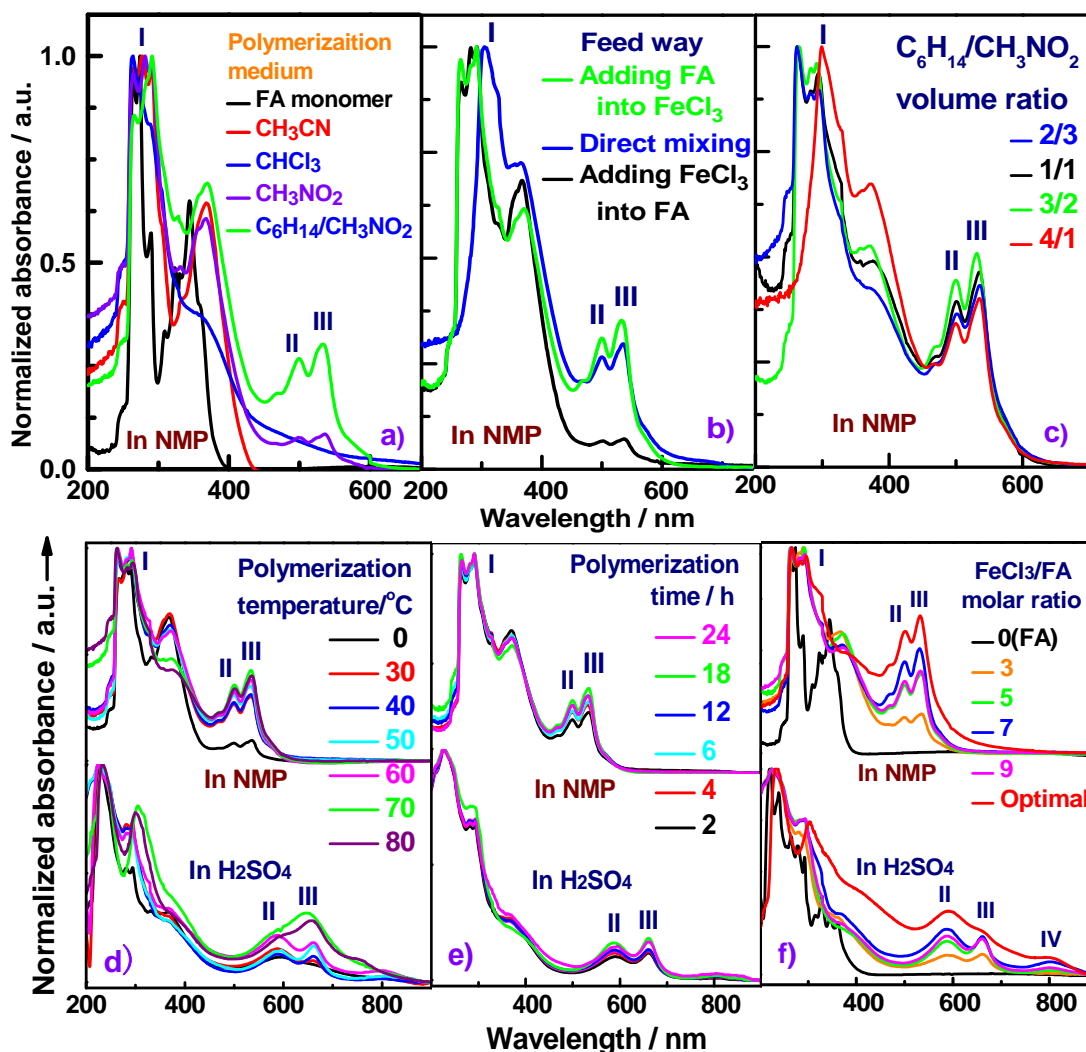 Normalized absorbance / a.u.
1.0
0.5
0.0
I
Polymerizaition
medium
FA monomer
CH3CN
CHCl3
CH3NO2
C6H14/CH3NO2
II
III
In NMP
a)
200
400
600
I
Feed way
Adding FA
into FeCl3
Direct mixing
Adding FeCl3
into FA
II
III
In NMP
b)
200
400
600
I
C6H14/CH3NO2
volume ratio
2/3
1/1
3/2
4/1
II
III
In NMP
c)
200
400
600
Wavelength / nm
Normalized absorbance / a.u.
I
Polymerization
temperature/°C
0
30
40
50
60
70
80
II
III
In NMP
In H2SO4
II
III
d)
200
400
600
800
I
Polymerization
time / h
24
18
12
6
4
2
II
III
In NMP
In H2SO4
II
III
e)
200
400
600
800
I
FeCl3/FA
molar ratio
0(FA)
3
5
7
9
Optimal
II
III
In NMP
In H2SO4
II
III
IV
f)
200
400
600
800
Wavelength / nm